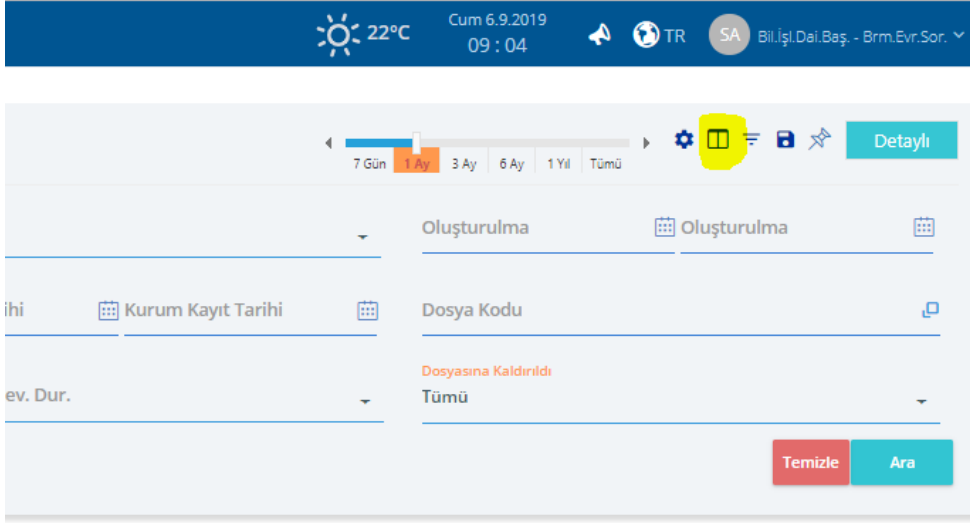 22°C
Cum 6.9.2019
09 : 04
TR
SA
Bil.İşl.Dai.Baş. - Brm.Evr.Sor.
7 Gün 1 Ay 3 Ay 6 Ay 1 Yıl Tümü
Detaylı
Oluşturulma Oluşturulma
ihi Kurum Kayıt Tarihi Dosya Kodu
Dosyasına Kaldırıldı
ev. Dur. Tümü
Temizle Ara